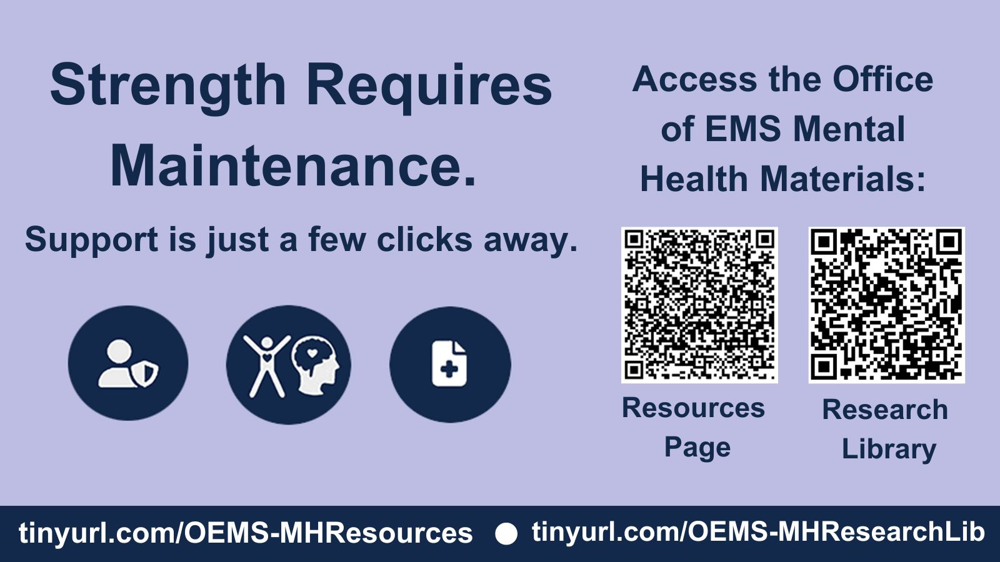 Strength Requires
Maintenance.
Support is just a few clicks away.
Access the Office
of EMS Mental
Health Materials:
Resources
Page
Research
Library
tinyurl.com/OEMS-MHResources
tinyurl.com/OEMS-MHResearchLib